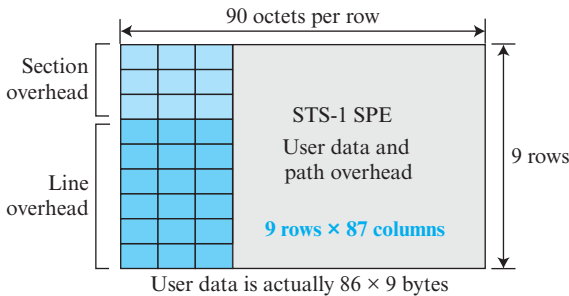 90 octets per row
Section
overhead
STS-1 SPE
User data and
path overhead
9 rows
Line
overhead
9 rows × 87 columns
User data is actually 86 × 9 bytes